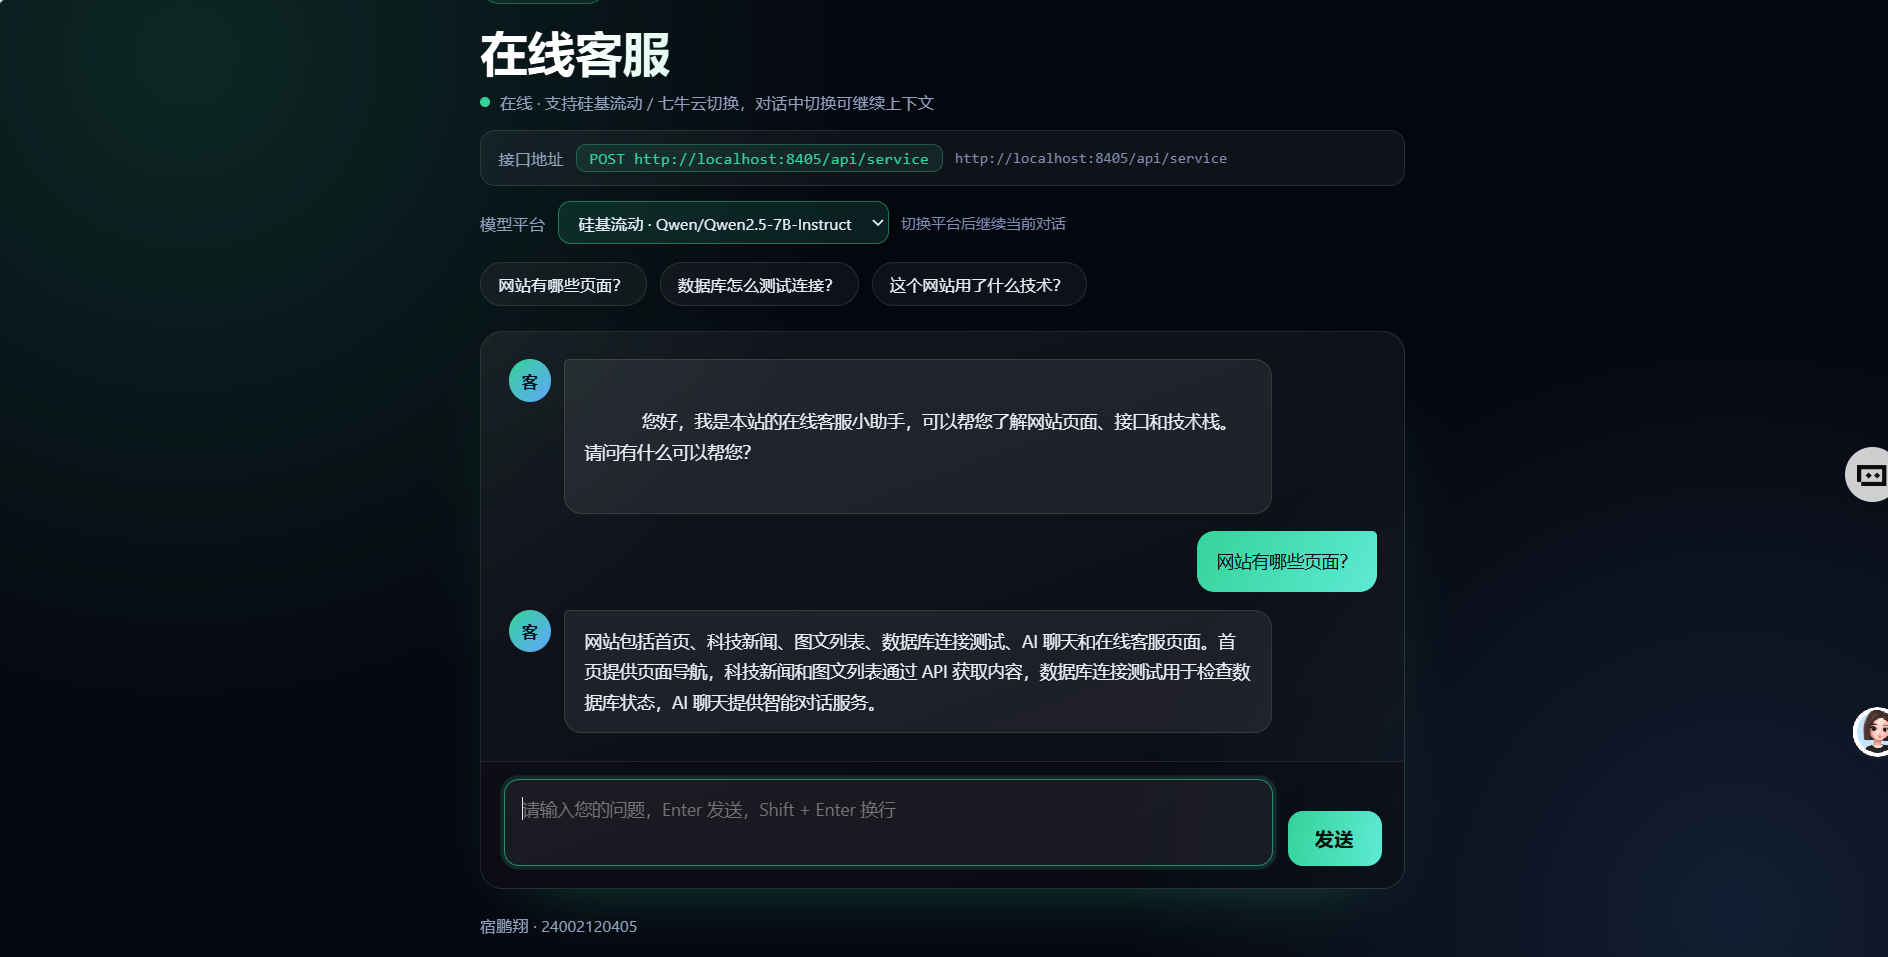 在线客服
在线 · 支持硅基流动 / 七牛云切换，对话中切换可继续上下文
接口地址 POST http://localhost:8405/api/service http://localhost:8405/api/service
模型平台 硅基流动 · Qwen/Qwen2.5-7B-Instruct 切换平台后继续当前对话
网站有哪些页面？ 数据库怎么测试连接？ 这个网站用了什么技术？
客
您好，我是本站的在线客服小助手，可以帮您了解网站页面、接口和技术栈。
请问有什么可以帮您？
网站有哪些页面？
客
网站包括首页、科技新闻、图文列表、数据库连接测试、AI 聊天和在线客服页面。首
页提供页面导航，科技新闻和图文列表通过 API 获取内容，数据库连接测试用于检查数
据库状态，AI 聊天提供智能对话服务。
请输入您的问题，Enter 发送，Shift + Enter 换行
发送
宿鹏翔 · 24002120405